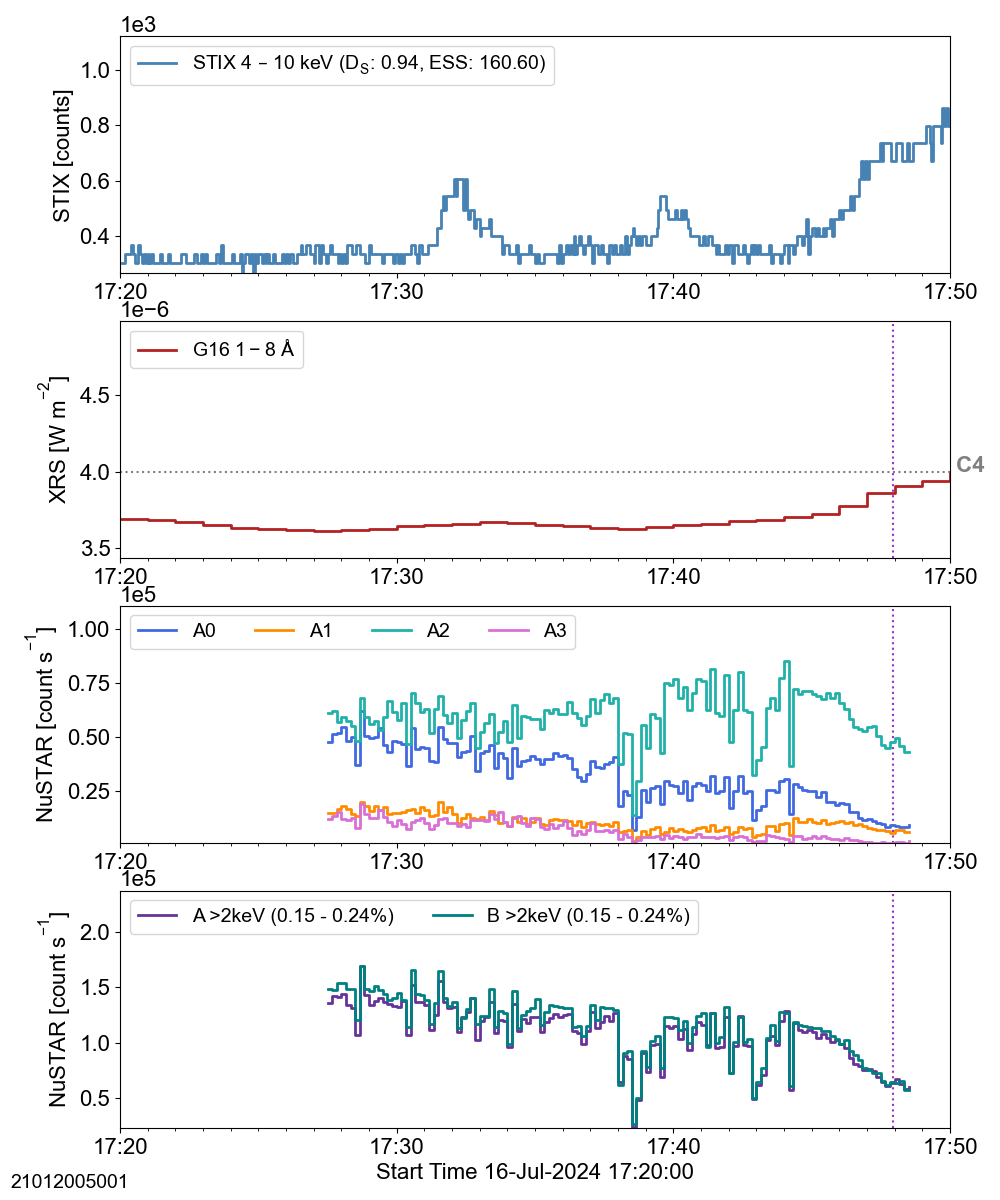 1e3
STIX 4 – 10 keV (DS: 0.94, ESS: 160.60)
STIX [counts]
1.0
0.8
0.6
0.4
17:20 17:30 17:40 17:50
1e−6
G16 1 − 8 Å
XRS [W m−2]
4.5
4.0
3.5
C4
17:20 17:30 17:40 17:50
1e5
A0 A1 A2 A3
NuSTAR [count s−1]
1.00
0.75
0.50
0.25
17:20 17:30 17:40 17:50
1e5
A >2keV (0.15 - 0.24%) B >2keV (0.15 - 0.24%)
NuSTAR [count s−1]
2.0
1.5
1.0
0.5
17:20 17:30 17:40 17:50
Start Time 16-Jul-2024 17:20:00
21012005001